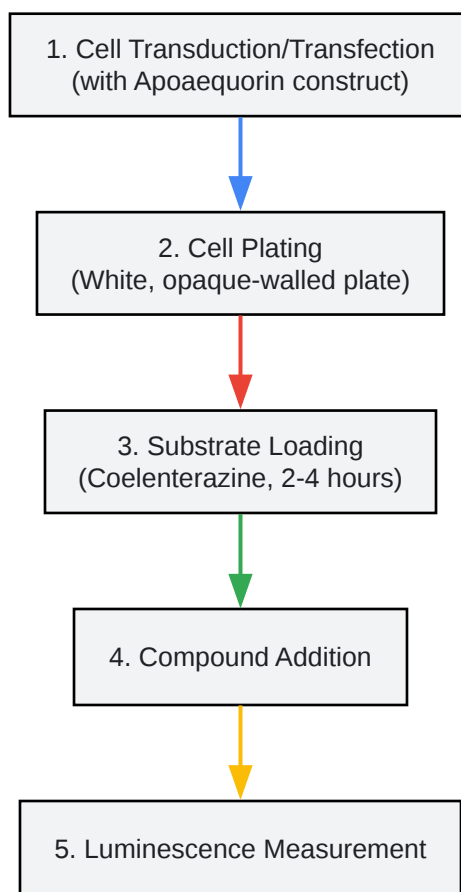 1. Cell Transduction/Transfection
(with Apoaequorin construct)
2. Cell Plating
(White, opaque-walled plate)
3. Substrate Loading
(Coelenterazine, 2-4 hours)
4. Compound Addition
5. Luminescence Measurement